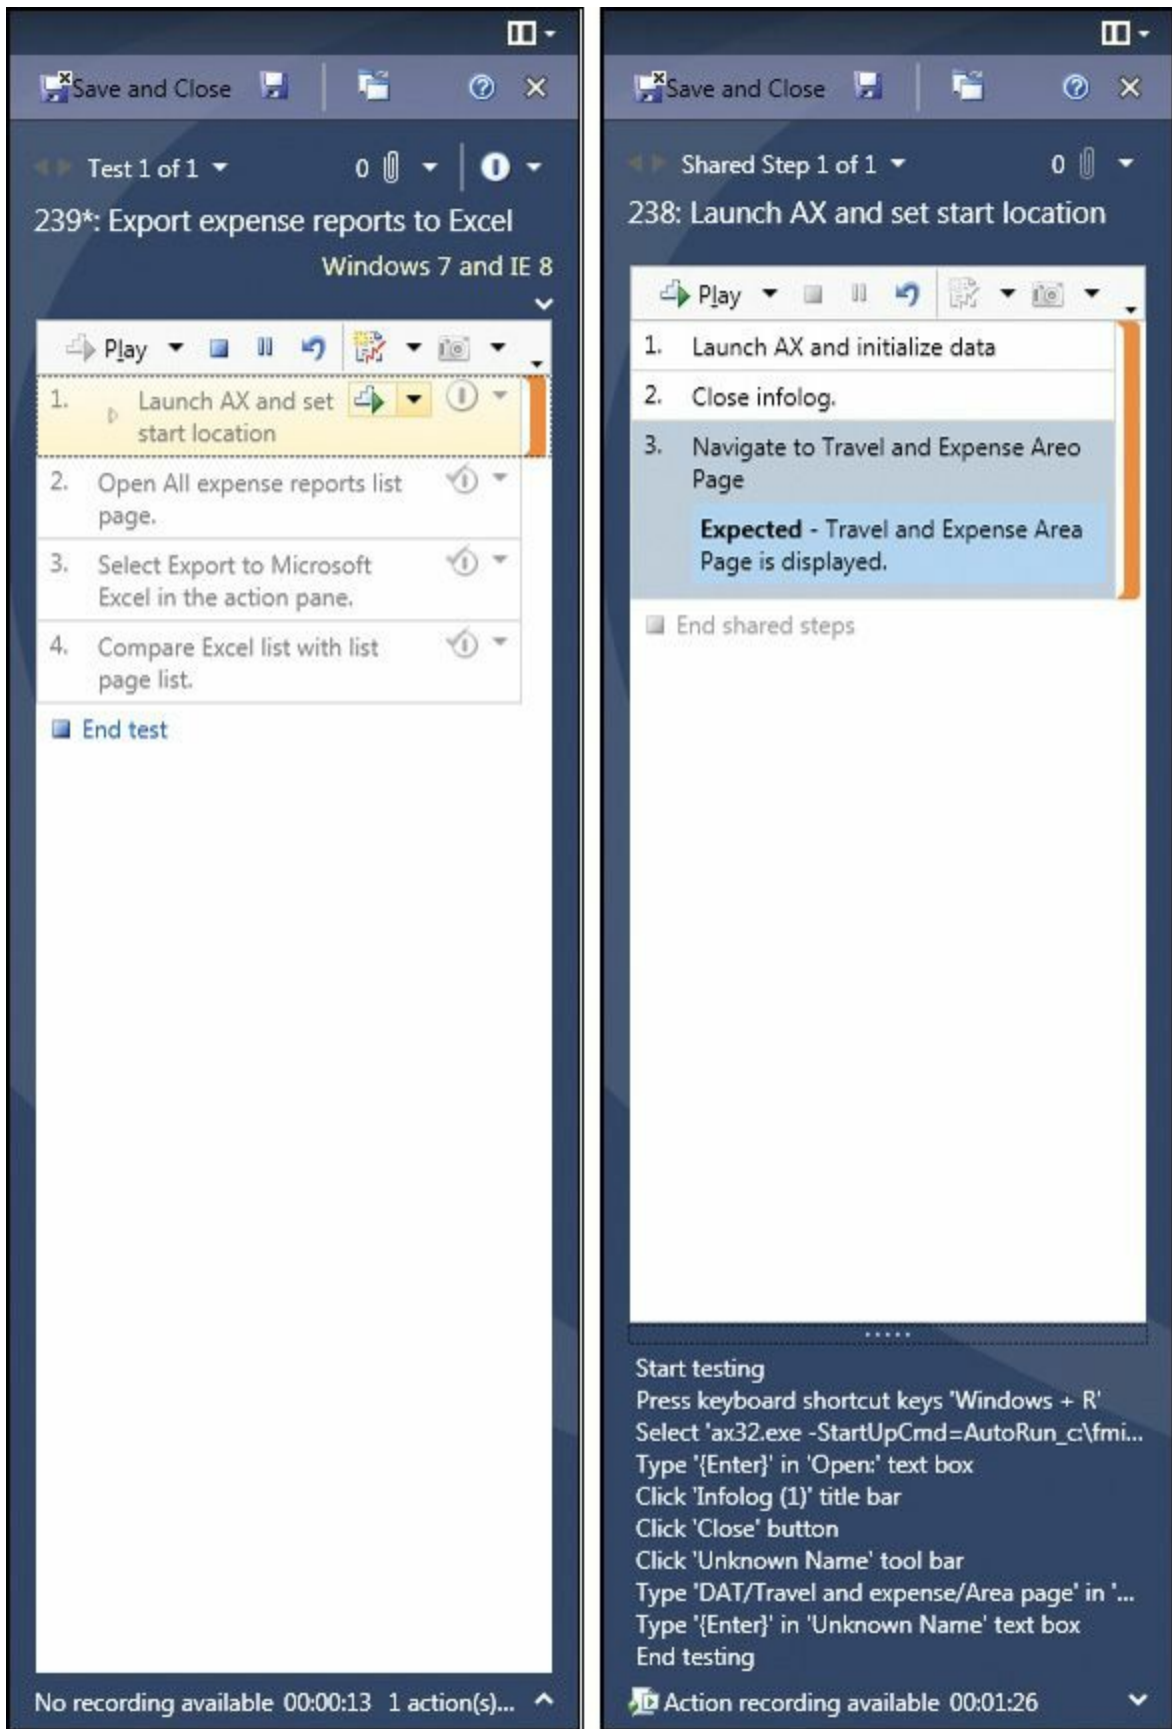 Save and Close
Test 1 of 1
0
239*: Export expense reports to Excel
Windows 7 and IE 8
Play
1. Launch AX and set
start location
2. Open All expense reports list
page.
3. Select Export to Microsoft
Excel in the action pane.
4. Compare Excel list with list
page list.
End test
No recording available 00:00:13 1 action(s)...
Save and Close
Shared Step 1 of 1
0
238: Launch AX and set start location
Play
1. Launch AX and initialize data
2. Close infolog.
3. Navigate to Travel and Expense Areo
Page
Expected - Travel and Expense Area
Page is displayed.
End shared steps
Start testing
Press keyboard shortcut keys 'Windows + R'
Select 'ax32.exe -StartUpCmd=AutoRun_c:\fmi...
Type '{Enter}' in 'Open:' text box
Click 'Infolog (1)' title bar
Click 'Close' button
Click 'Unknown Name' tool bar
Type 'DAT/Travel and expense/Area page' in '...
Type '{Enter}' in 'Unknown Name' text box
End testing
Action recording available 00:01:26